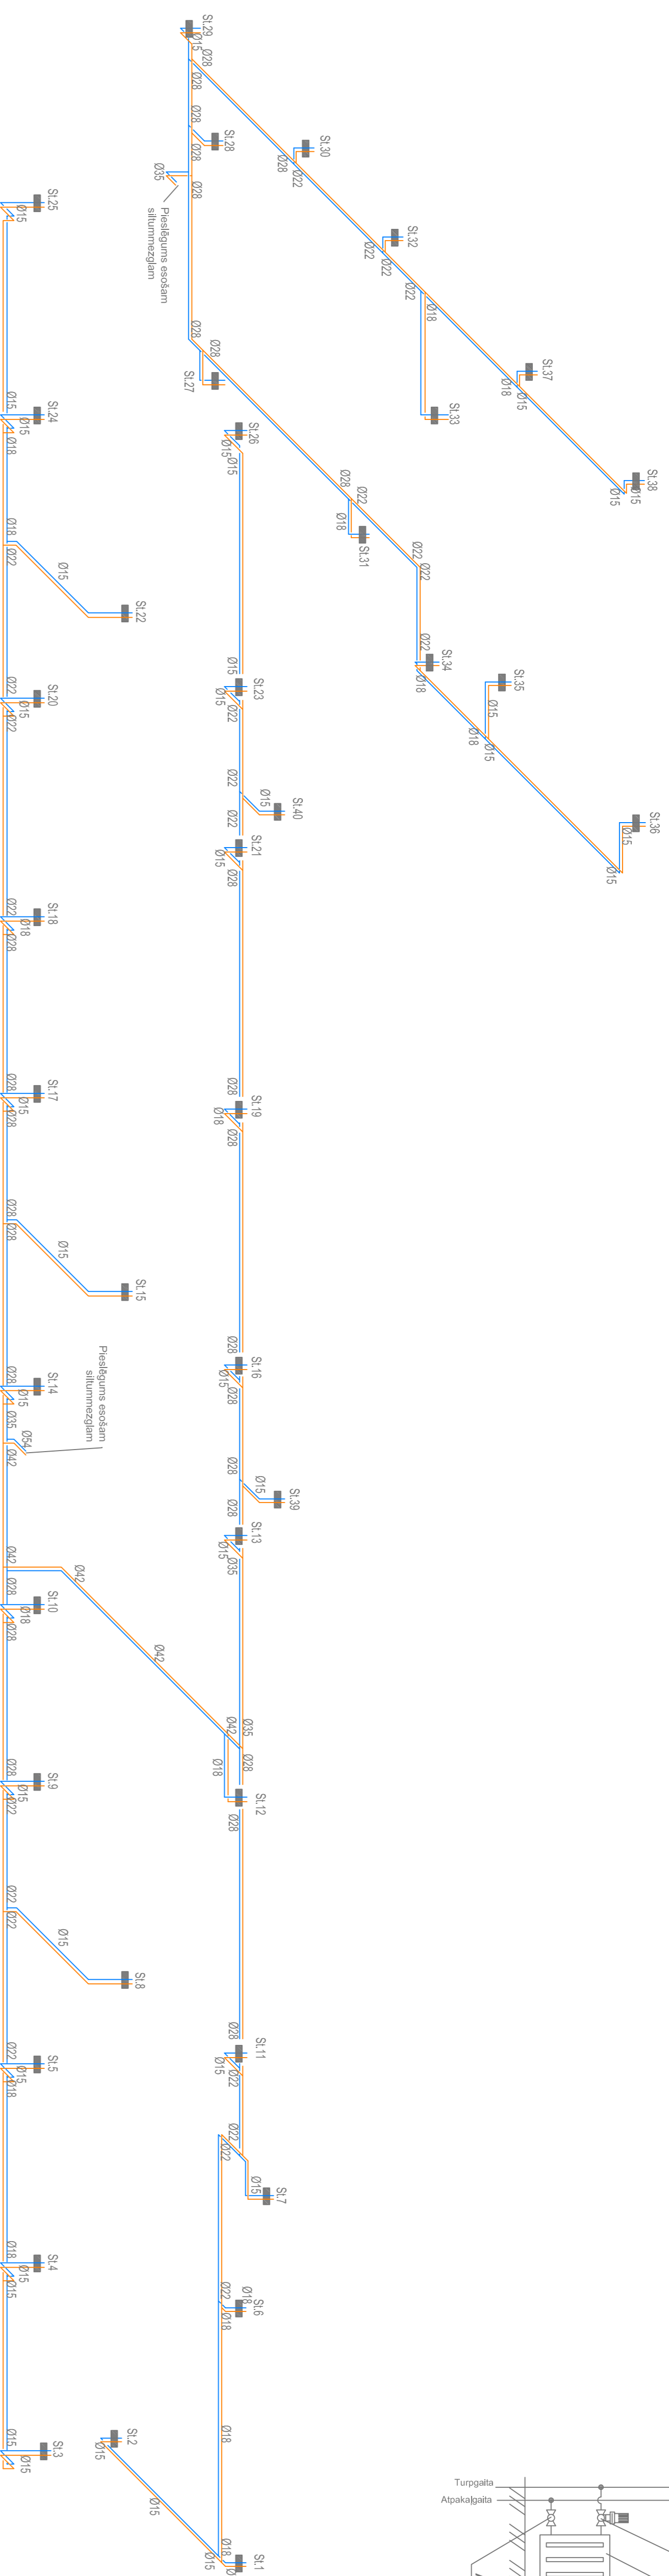 St.29
Ø15
Ø28
Ø28
Ø28
Ø28
St.28
Ø28
Ø35
Pieslēgums esošam
siltummezglam
St.30
Ø28
Ø22
St.32
Ø22
Ø22
Ø22
Ø18
St.33
St.37
Ø18
Ø15
St.38
Ø15
Ø15
Ø28
Ø28
St.27
Ø28
Ø22
Ø18
St.31
Ø22
Ø22
Ø22
St.34
Ø18
St.35
Ø15
Ø18
Ø15
St.36
Ø15
Ø15
St.26
Ø15
Ø15
Ø15
St.23
Ø15
Ø22
Ø22
Ø15
St.40
Ø22
St.21
Ø15
Ø28
Ø28
St.19
Ø18
Ø28
Ø28
St.16
Ø15
Ø28
Ø28
Ø15
St.39
Ø28
St.13
Ø15
Ø35
Ø35
Ø42
Ø28
Ø18
St.12
Ø28
Ø28
St.11
Ø15
Ø22
Ø22
Ø22
Ø15
St.7
Ø22
Ø18
St.6
Ø18
Ø18
Ø18
St.1
Ø15
Ø15
Ø15
St.2
St.25
Ø15
Ø15
St.24
Ø15
Ø18
Ø18
Ø22
Ø15
St.22
Ø22
St.20
Ø15
Ø22
Ø22
St.18
Ø18
Ø28
Ø28
St.17
Ø15
Ø28
Ø28
Ø28
Ø15
St.15
Ø28
St.14
Ø15
Ø35
Ø54
Ø42
Pieslēgums esošam
siltummezglam
Ø42
Ø42
Ø42
Ø28
St.10
Ø18
Ø28
Ø28
St.9
Ø15
Ø22
Ø22
Ø22
Ø15
St.8
Ø22
St.5
Ø15
Ø18
Ø18
St.4
Ø15
Ø15
Ø15
St.3
Ø15
Turpgaita
Atpakaļgaita